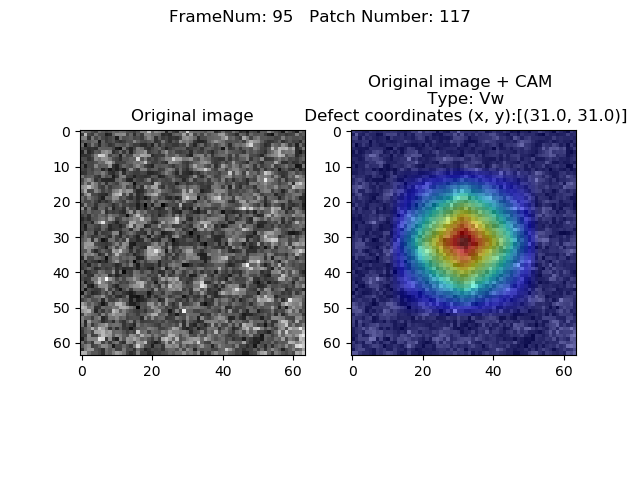 FrameNum: 95   Patch Number: 117
Original image
0
10
20
30
40
50
60
0 20 40 60
Original image + CAM
Type: Vw
Defect coordinates (x, y):[(31.0, 31.0)]
0
10
20
30
40
50
60
0 20 40 60